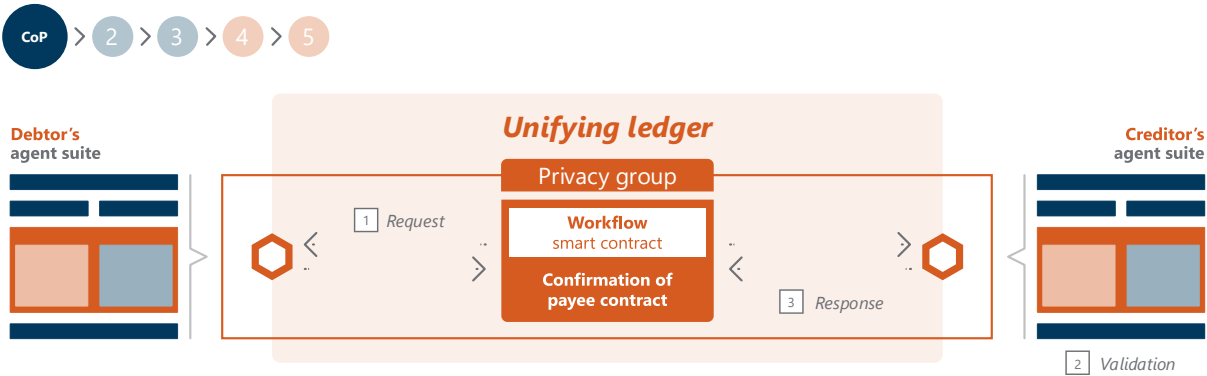 CoP
2
3
4
5
Unifying ledger
Debtor's
agent suite
Creditor's
agent suite
Privacy group
1 Request
Workflow
smart contract
Confirmation of
payee contract
3 Response
2 Validation